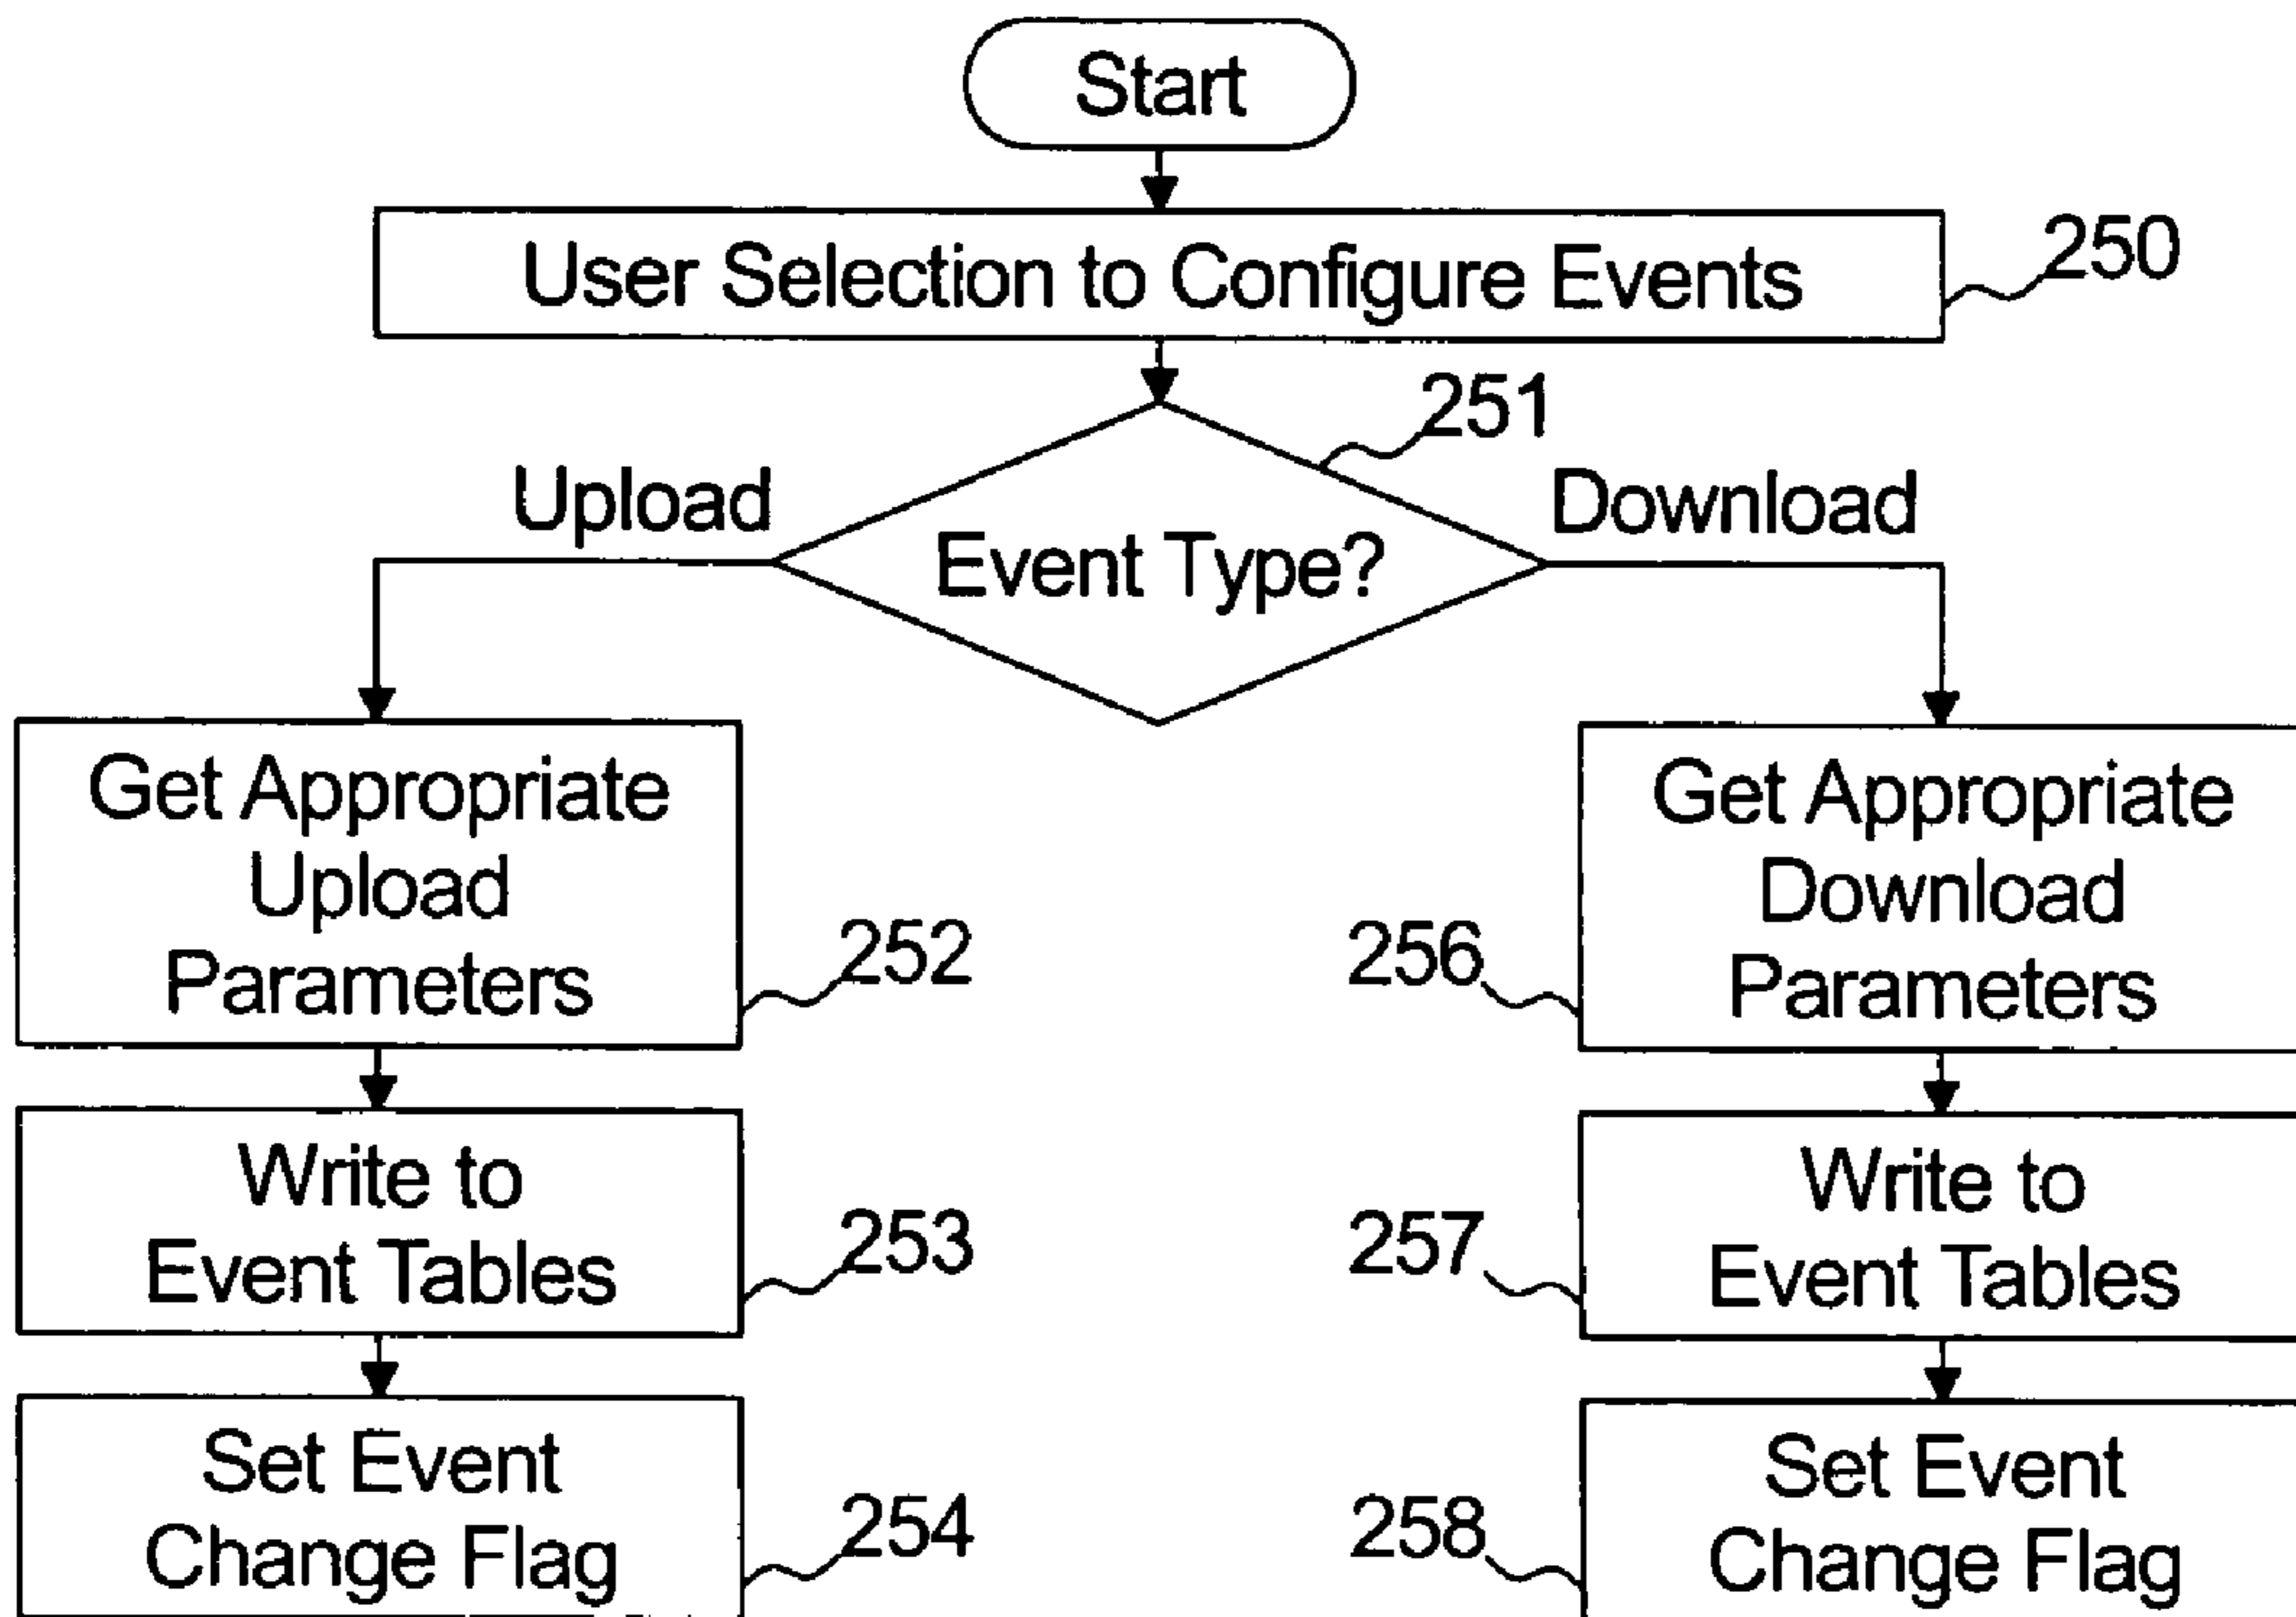 Start
User Selection to Configure Events
250
251
Upload
Download
Event Type?
Get Appropriate
Upload
Parameters
252
256
Get Appropriate
Download
Parameters
Write to
Event Tables
253
257
Write to
Event Tables
Set Event
Change Flag
254
258
Set Event
Change Flag